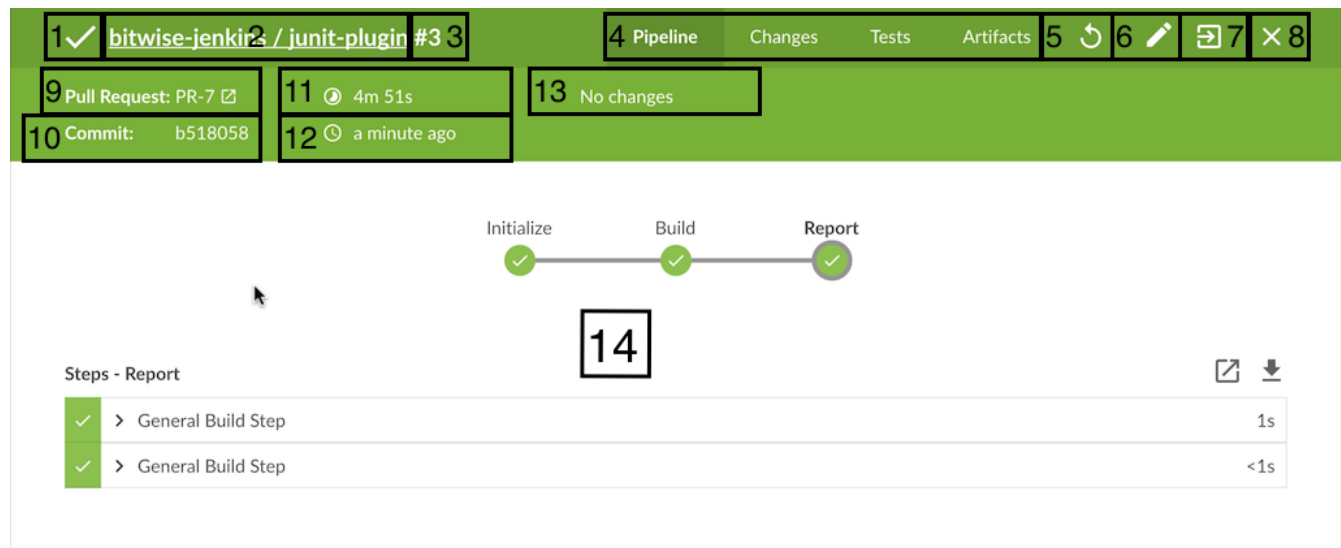 1 bitwise-jenkins / junit-plugin 2 #3 3 4 Pipeline Changes Tests Artifacts 5 6 7 8
9 Pull Request: PR-7 11 4m 51s 13 No changes
10 Commit: b518058 12 a minute ago
Initialize Build Report
14
Steps - Report
General Build Step 1s
General Build Step <1s